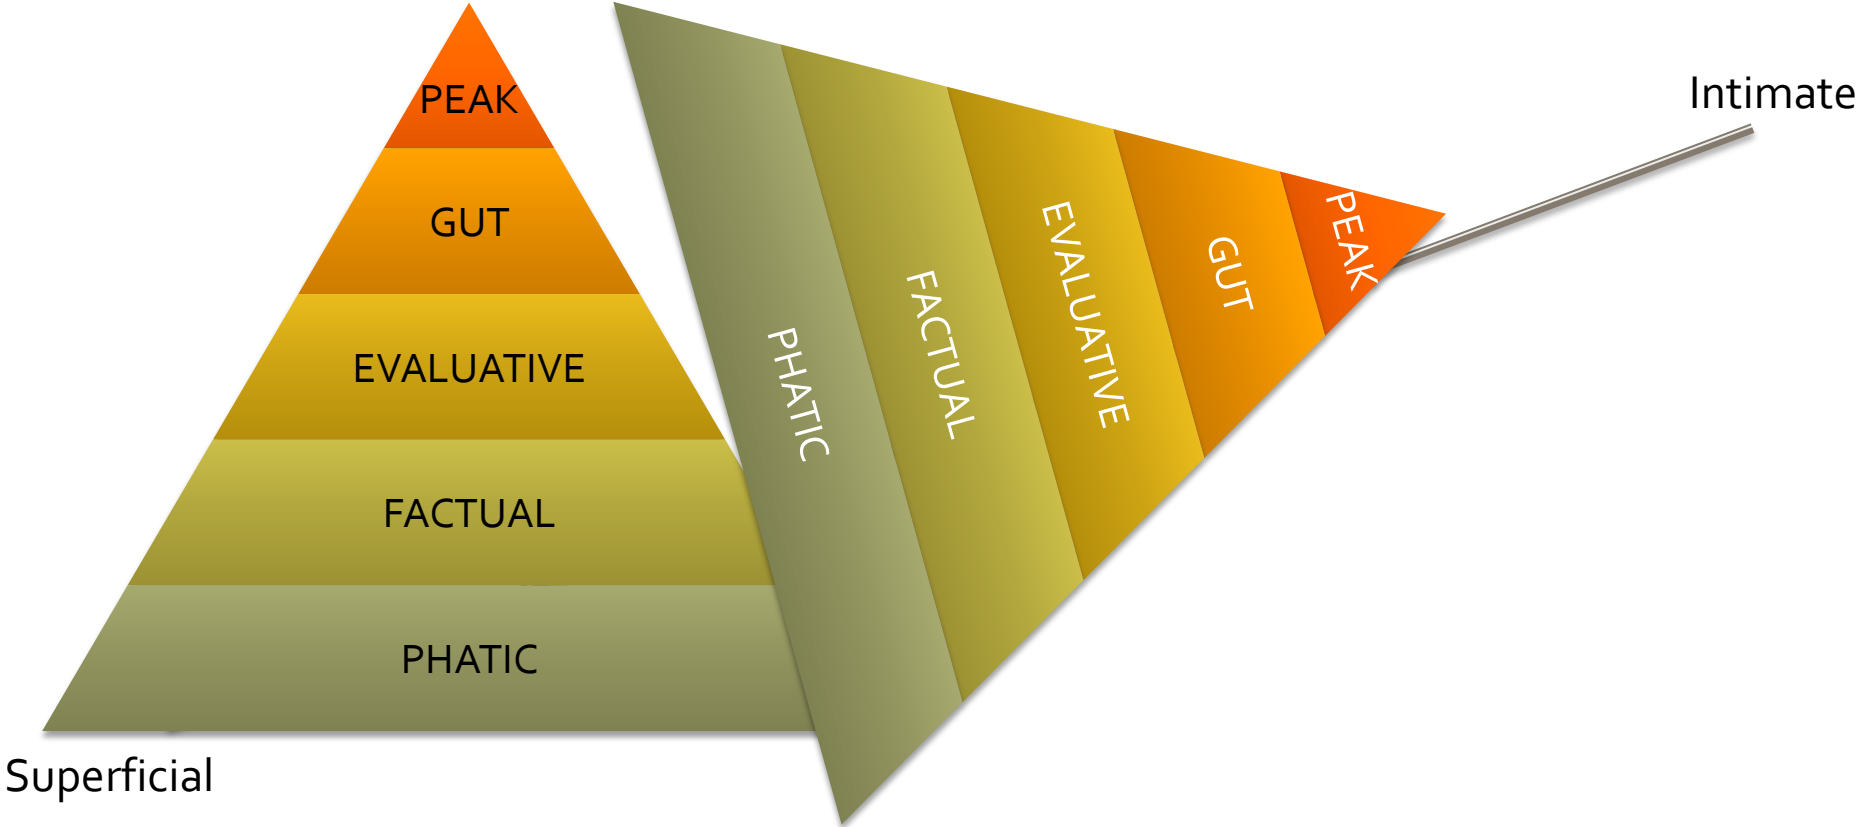 PEAK
GUT
EVALUATIVE
FACTUAL
PHATIC
Superficial
PHATIC
FACTUAL
EVALUATIVE
GUT
PEAK
Intimate